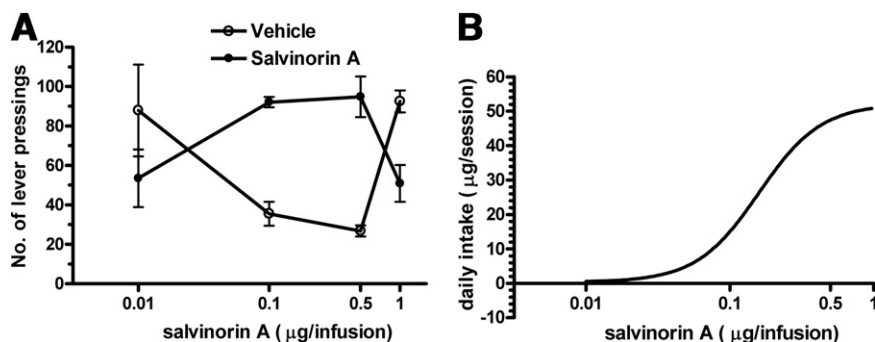 A
Vehicle
Salvinorin A
No. of lever pressings
120
100
80
60
40
20
0
0.01 0.1 0.5 1
salvinorin A ( μg/infusion)
B
daily intake ( μg/session)
60
50
40
30
20
10
0
-10
0.01 0.1 0.5 1
salvinorin A ( μg/infusion)